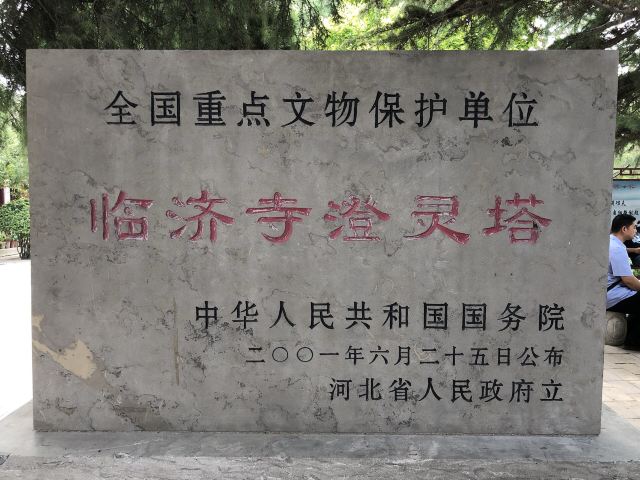 全国重点文物保护单位
临济寺澄灵塔
中华人民共和国国务院
二〇〇一年六月二十五日公布
河北省人民政府立